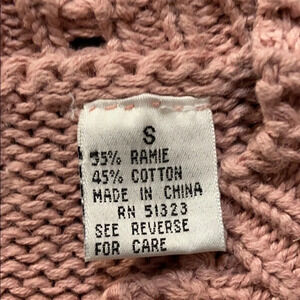 S
55% RAMIE
45% COTTON
MADE IN CHINA
RN 51323
SEE REVERSE
FOR CARE